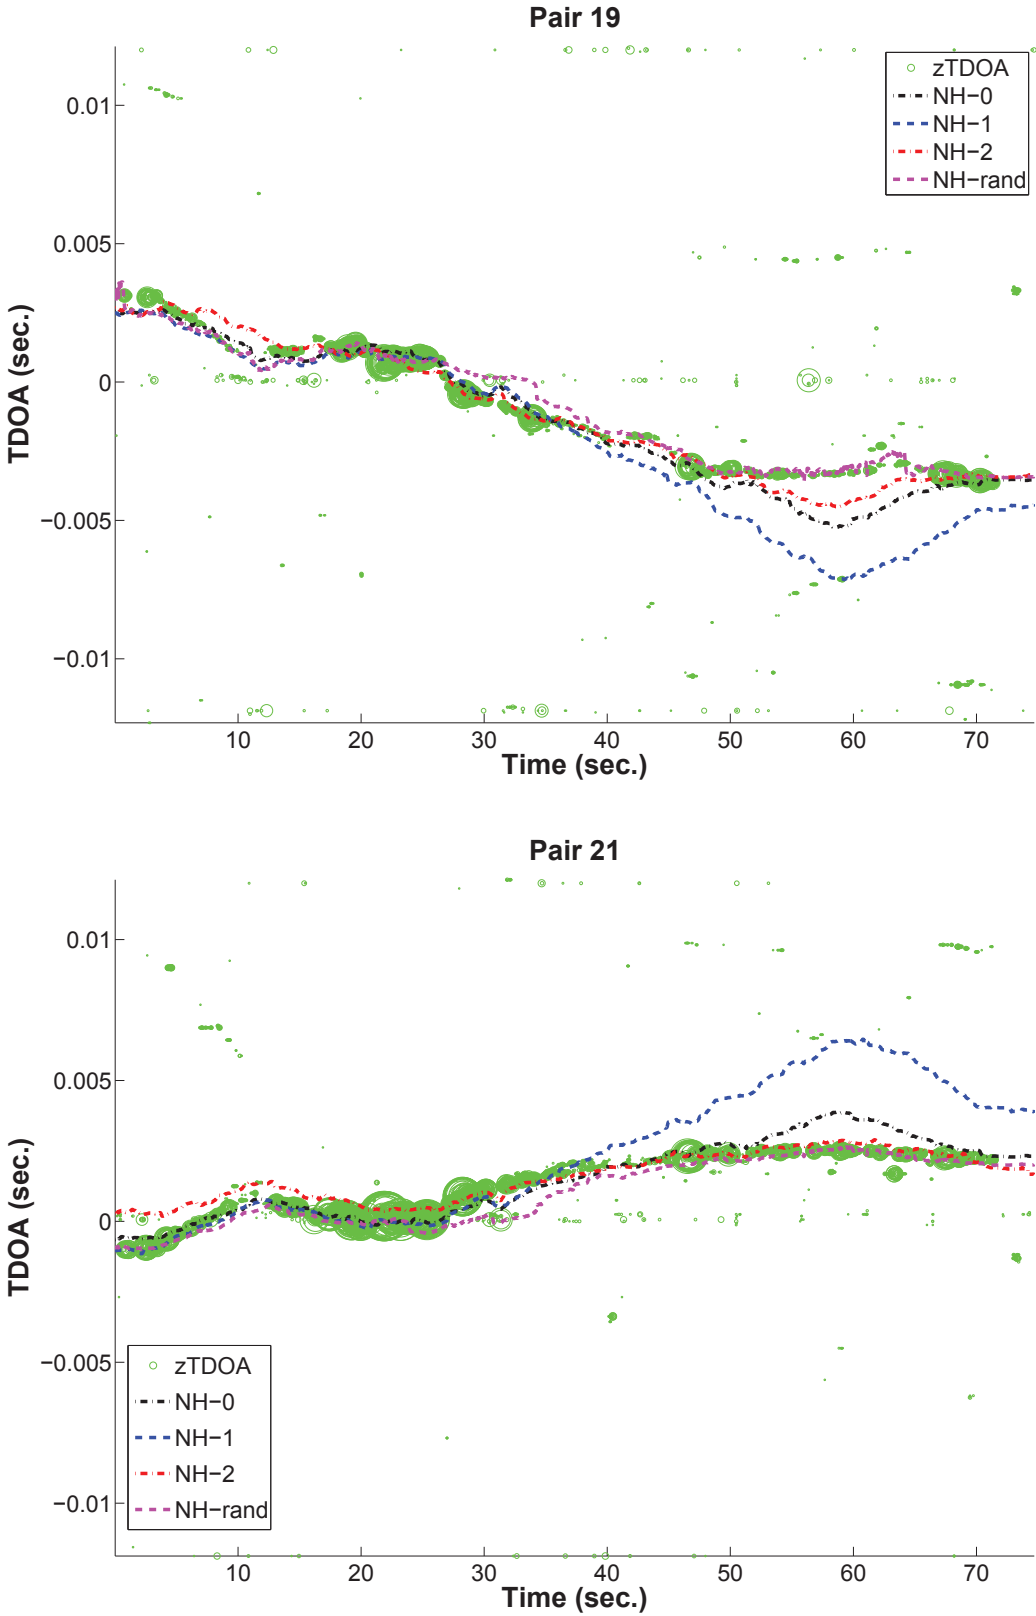 Pair 19
TDOA (sec.)
0.01
0.005
0
−0.005
−0.01
zTDOA
NH−0
NH−1
NH−2
NH−rand
10 20 30 40 50 60 70
Time (sec.)
Pair 21
TDOA (sec.)
0.01
0.005
0
−0.005
−0.01
zTDOA
NH−0
NH−1
NH−2
NH−rand
10 20 30 40 50 60 70
Time (sec.)